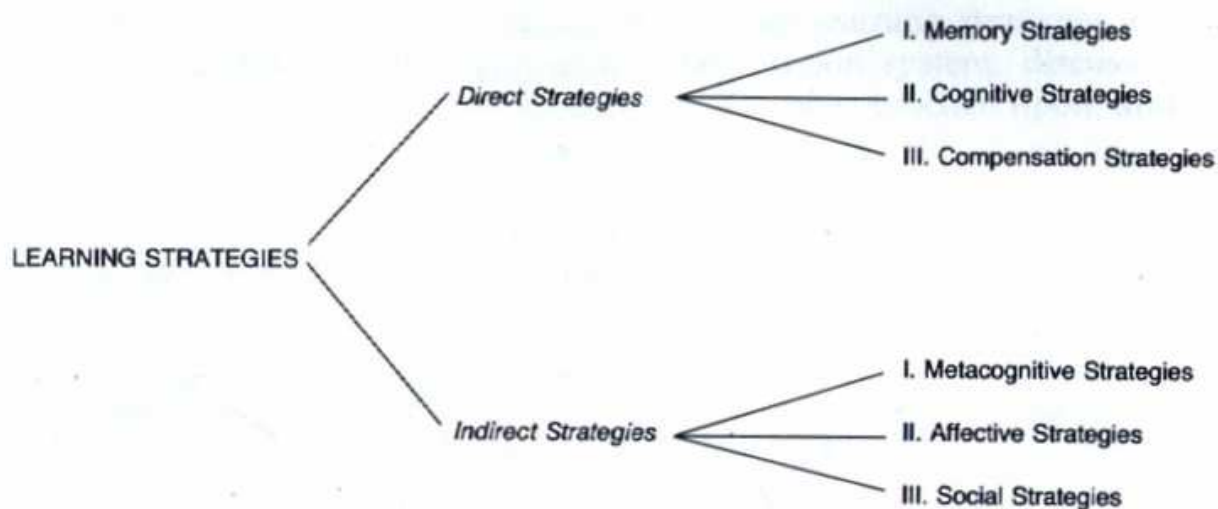 I. Memory Strategies
Direct Strategies
II. Cognitive Strategies
III. Compensation Strategies
LEARNING STRATEGIES
I. Metacognitive Strategies
Indirect Strategies
II. Affective Strategies
III. Social Strategies